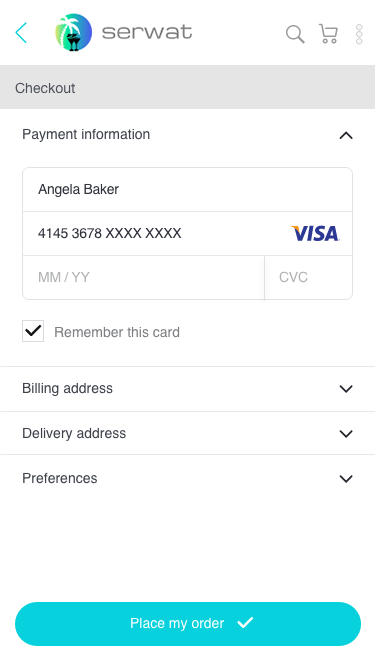 serwat
Checkout
Payment information
Angela Baker
4145 3678 XXXX XXXX VISA
MM / YY CVC
Remember this card
Billing address
Delivery address
Preferences
Place my order